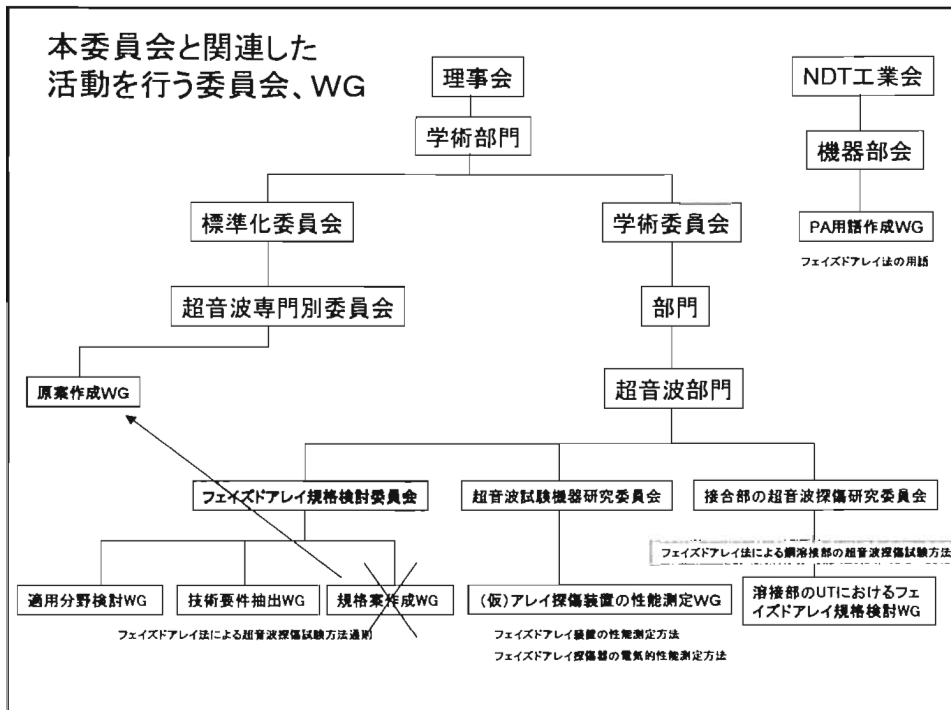 本委員会と関連した
活動を行う委員会、WG
理事会
NDT工業会
学術部門
機器部会
標準化委員会
学術委員会
PA用語作成WG
フェイズドアレイ法の用語
超音波専門別委員会
部門
原案作成WG
超音波部門
フェイズドアレイ規格検討委員会
超音波試験機器研究委員会
接合部の超音波探傷研究委員会
フェイズドアレイ法による鋼溶接部の超音波探傷試験方法
適用分野検討WG
技術要件抽出WG
規格案作成WG
(仮)アレイ探傷装置の性能測定WG
溶接部のUTにおけるフェ
イズドアレイ規格検討WG
フェイズドアレイ法による超音波探傷試験方法通則
フェイズドアレイ装置の性能測定方法
フェイズドアレイ探傷器の電気的性能測定方法